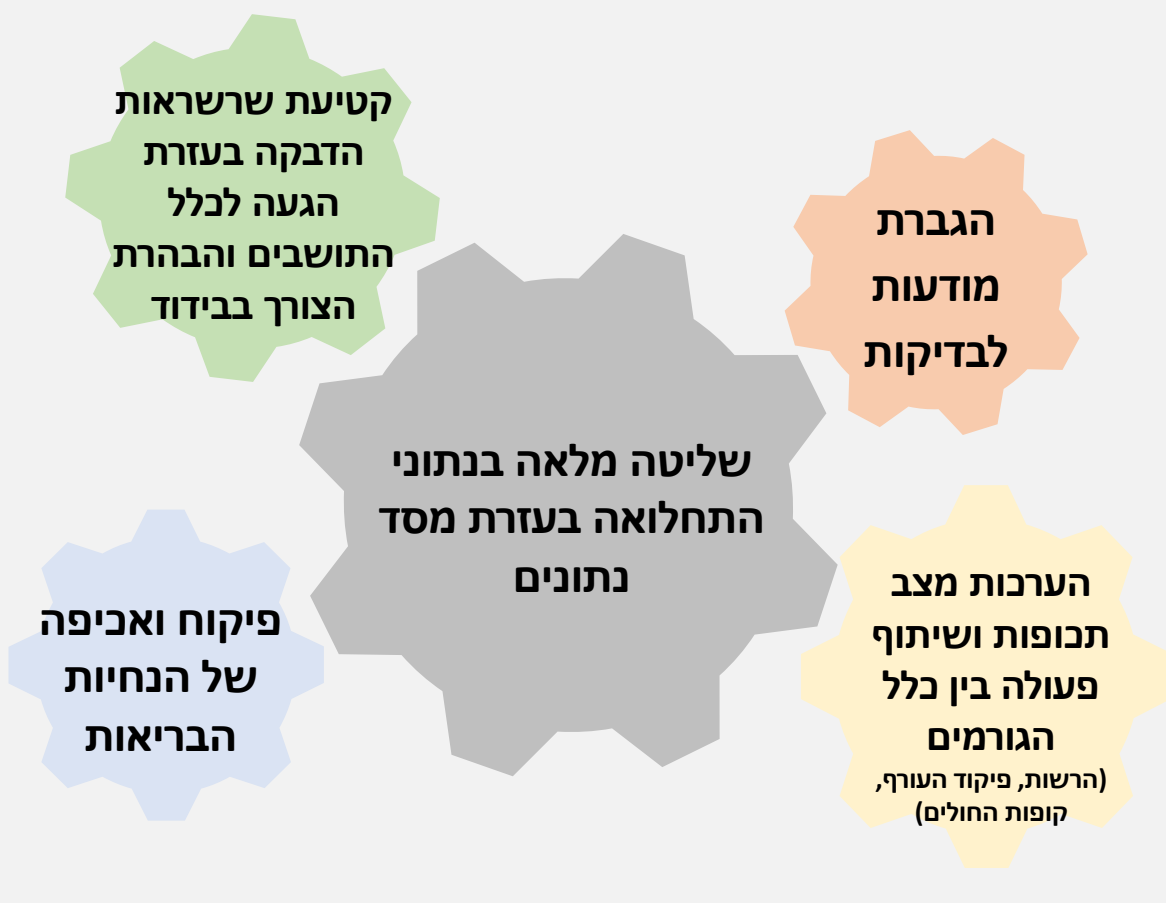 קטיעת שרשראות
הדבקה בעזרת
הגעה לכלל
התושבים והבהרת
הצורך בבידוד
הגברת
מודעות
לבדיקות
שליטה מלאה בנתוני
התחלואה בעזרת מסד
נתונים
הערכות מצב
תכופות ושיתוף
פעולה בין כלל
הגורמים
(הרשות, פיקוד העורף,
קופות החולים)
פיקוח ואכיפה
של הנחיות
הבריאות